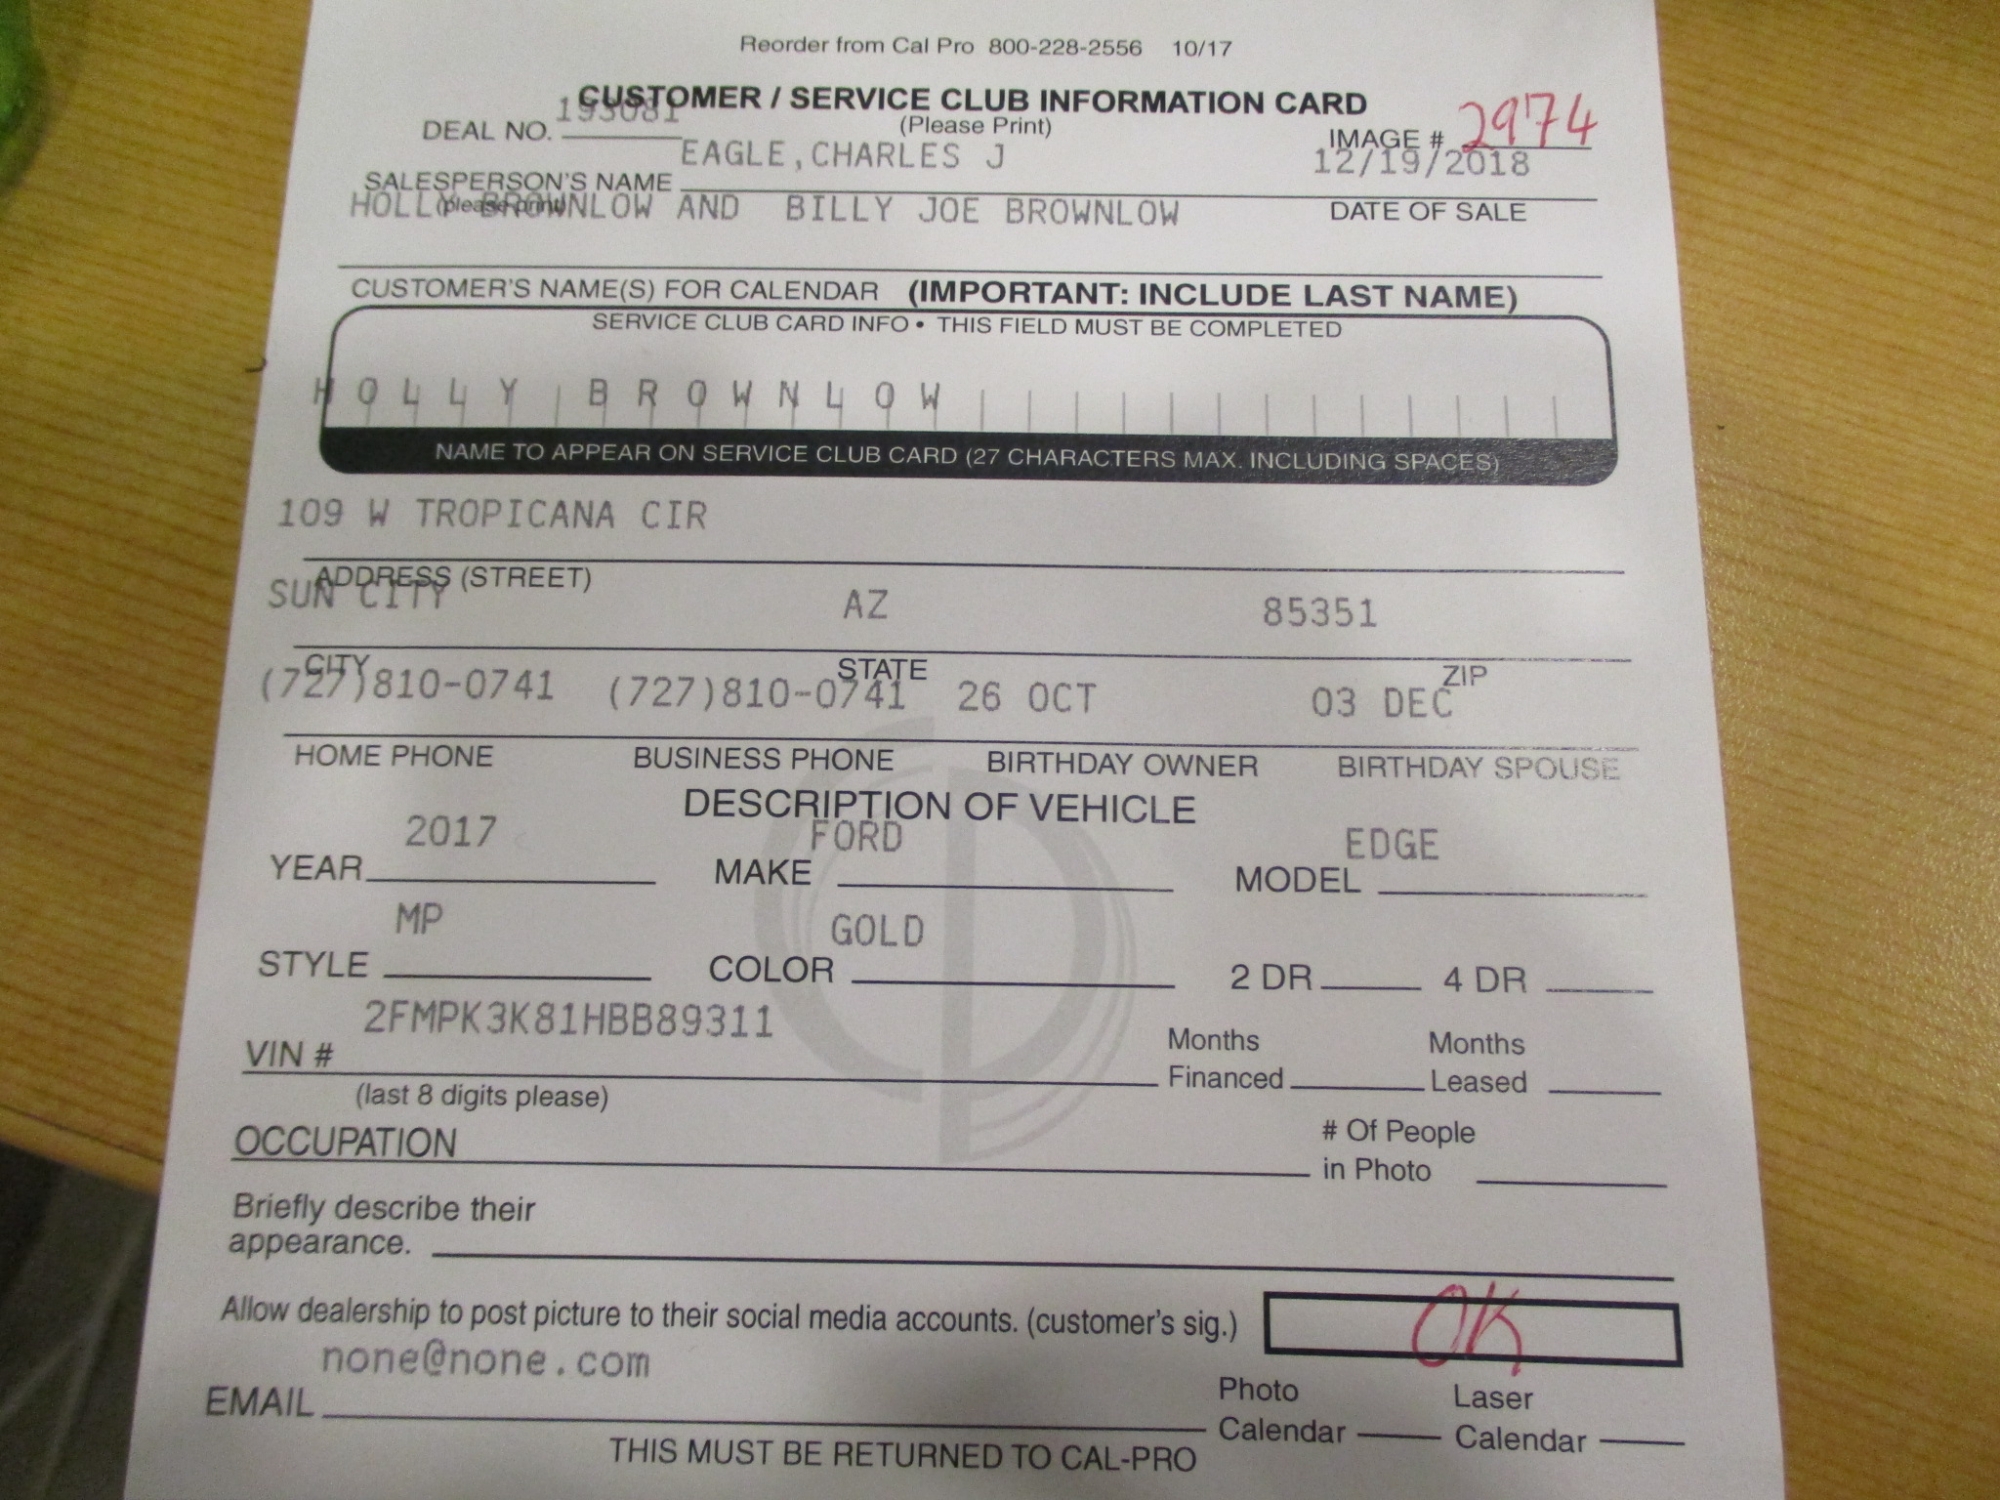 Reorder from Cal Pro 800-228-2556 10/17
CUSTOMER / SERVICE CLUB INFORMATION CARD
(Please Print)
DEAL NO. 193081
IMAGE # 2974
EAGLE,CHARLES J
12/19/2018
SALESPERSON'S NAME
(please print)
DATE OF SALE
HOLLY BROWNLOW AND BILLY JOE BROWNLOW
CUSTOMER'S NAME(S) FOR CALENDAR (IMPORTANT: INCLUDE LAST NAME)
SERVICE CLUB CARD INFO • THIS FIELD MUST BE COMPLETED
HOLLY BROWNLOW
NAME TO APPEAR ON SERVICE CLUB CARD (27 CHARACTERS MAX. INCLUDING SPACES)
109 W TROPICANA CIR
ADDRESS (STREET)
SUN CITY AZ 85351
CITY STATE ZIP
(727)810-0741 (727)810-0741 26 OCT 03 DEC
HOME PHONE BUSINESS PHONE BIRTHDAY OWNER BIRTHDAY SPOUSE
DESCRIPTION OF VEHICLE
2017 FORD EDGE
YEAR MAKE MODEL
MP GOLD
STYLE COLOR 2 DR 4 DR
2FMPK3K81HBB89311
VIN #
(last 8 digits please)
Months Financed
Months Leased
OCCUPATION
# Of People in Photo
Briefly describe their
appearance.
Allow dealership to post picture to their social media accounts. (customer's sig.) OK
none@none.com
EMAIL
Photo Calendar
Laser Calendar
THIS MUST BE RETURNED TO CAL-PRO